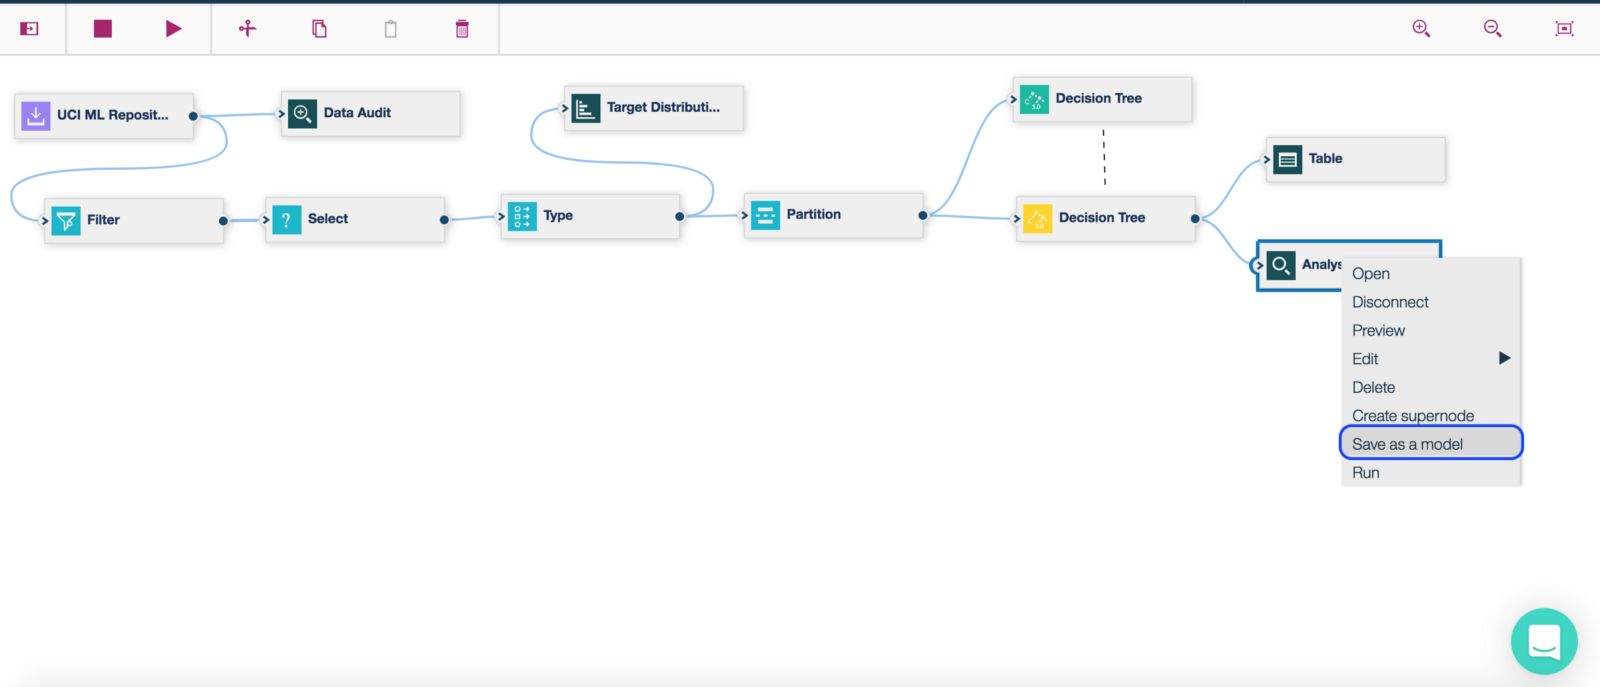 UCI ML Reposit...
Data Audit
Target Distributi...
Decision Tree
Table
Filter
? Select
Type
Partition
Decision Tree
Analys
Open
Disconnect
Preview
Edit
Delete
Create supernode
Save as a model
Run